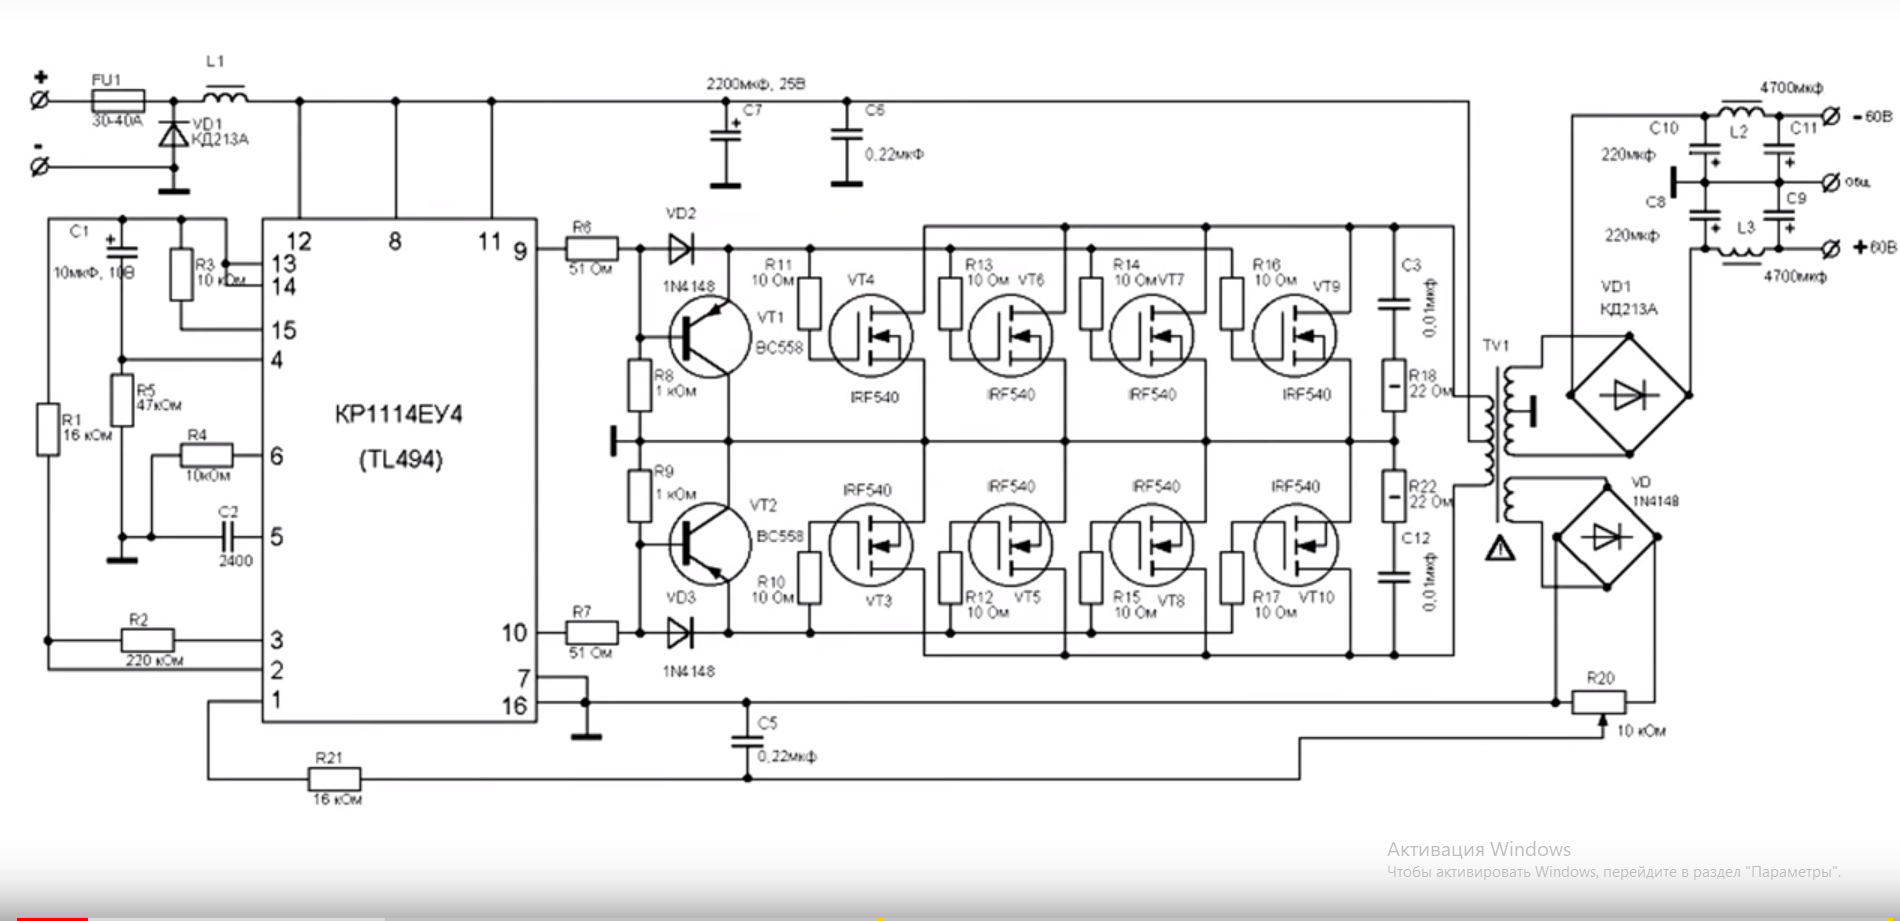 L1
+
FU1
30-40А
-
VD1
КД213А
2200мкф, 25В
C7
+
C6
0,22мкФ
4700мкф
- 60В
C10
L2
C11
220мкф
+
+
Общ
C8
C9
220мкф
+
L3
+
+ 60В
4700мкф
C1
+
10мкФ, 10В
R3
10 кОм
12
8
11
9
13
14
15
4
6
5
3
2
1
10
7
16
КР1114ЕУ4
(TL494)
R5
47кОм
R1
16 кОм
R4
10кОм
C2
2400
R2
220 кОм
R21
16 кОм
R6
51 Ом
VD2
1N4148
VT1
BC558
R8
1 кОм
R9
1 кОм
VT2
BC558
VD3
1N4148
R7
51 Ом
R11
10 Ом
VT4
IRF540
R13
10 Ом
VT6
IRF540
R14
10 Ом
VT7
IRF540
R16
10 Ом
VT9
IRF540
C3
0,01мкф
R18
22 Ом
R22
22 Ом
C12
0,01мкф
IRF540
R10
10 Ом
VT3
IRF540
R12
10 Ом
VT5
IRF540
R15
10 Ом
VT8
IRF540
R17
10 Ом
VT10
TV1
VD1
КД213А
VD
1N4148
R20
10 кОм
C5
0,22мкф
Активация Windows
Чтобы активировать Windows, перейдите в раздел "Параметры".